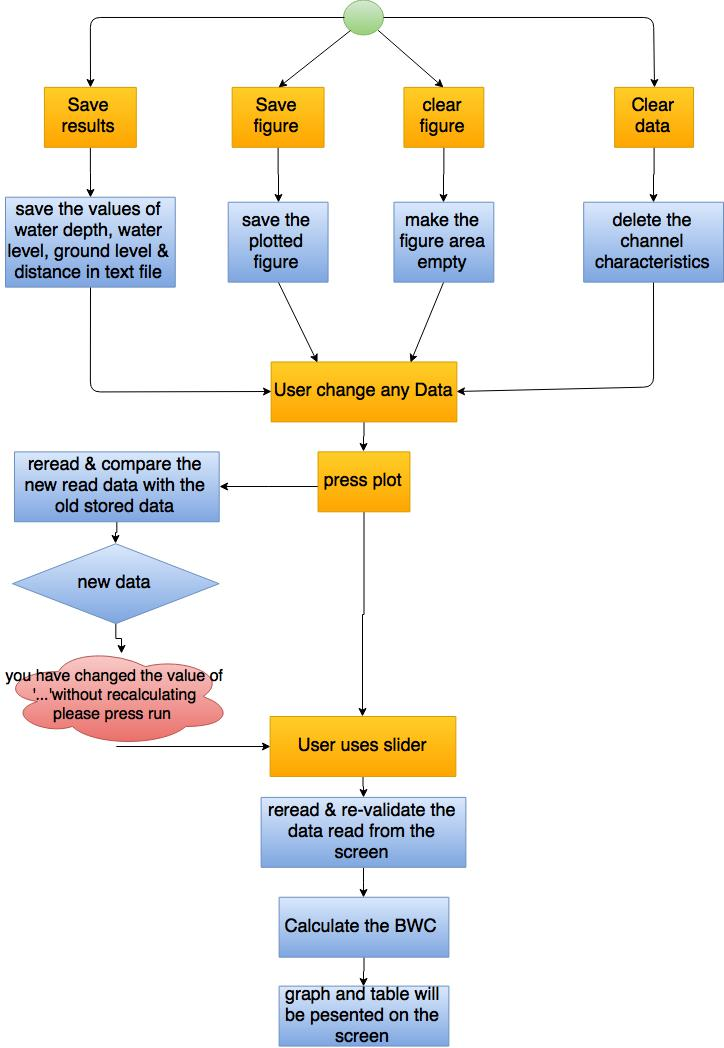 Save
results
Save
figure
clear
figure
Clear
data
save the values of
water depth, water
level, ground level &
distance in text file
save the
plotted
figure
make the
figure area
empty
delete the
channel
characteristics
User change any Data
reread & compare the
new read data with the
old stored data
press plot
new data
you have changed the value of
'...'without recalculating
please press run
User uses slider
reread & re-validate the
data read from the
screen
Calculate the BWC
graph and table will
be pesented on the
screen